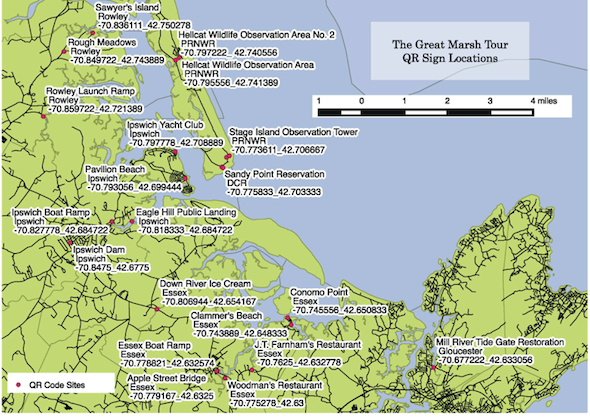 Sawyer's Island
Rowley
-70.836111_42.750278
Rough Meadows
Rowley
-70.849722_42.743889
Hellcat Wildlife Observation Area No. 2
PRNWR
-70.797222_42.740556
Hellcat Wildlife Observation Area
PRNWR
-70.795556_42.741389
The Great Marsh Tour
QR Sign Locations
1 0 1 2 3 4 miles
Rowley Launch Ramp
Rowley
-70.859722_42.721389
Ipswich Yacht Club
Ipswich
-70.797778_42.708889
Stage Island Observation Tower
PRNWR
-70.773611_42.706667
Pavilion Beach
Ipswich
-70.793056_42.699444
Sandy Point Reservation
DCR
-70.775833_42.703333
Ipswich Boat Ramp
Ipswich
-70.827778_42.684722
Eagle Hill Public Landing
Ipswich
-70.818333_42.684722
Ipswich Dam
Ipswich
-70.8475_42.6775
Down River Ice Cream
Essex
-70.806944_42.654167
Conomo Point
Essex
-70.745556_42.650833
Clammer's Beach
Essex
-70.743889_42.648333
Essex Boat Ramp
Essex
-70.776821_42.632574
J.T. Farnham's Restaurant
Essex
-70.7625_42.632778
Mill River Tide Gate Restoration
Gloucester
-70.677222_42.633056
Apple Street Bridge
Essex
-70.779167_42.6325
Woodman's Restaurant
Essex
-70.775278_42.63
QR Code Sites